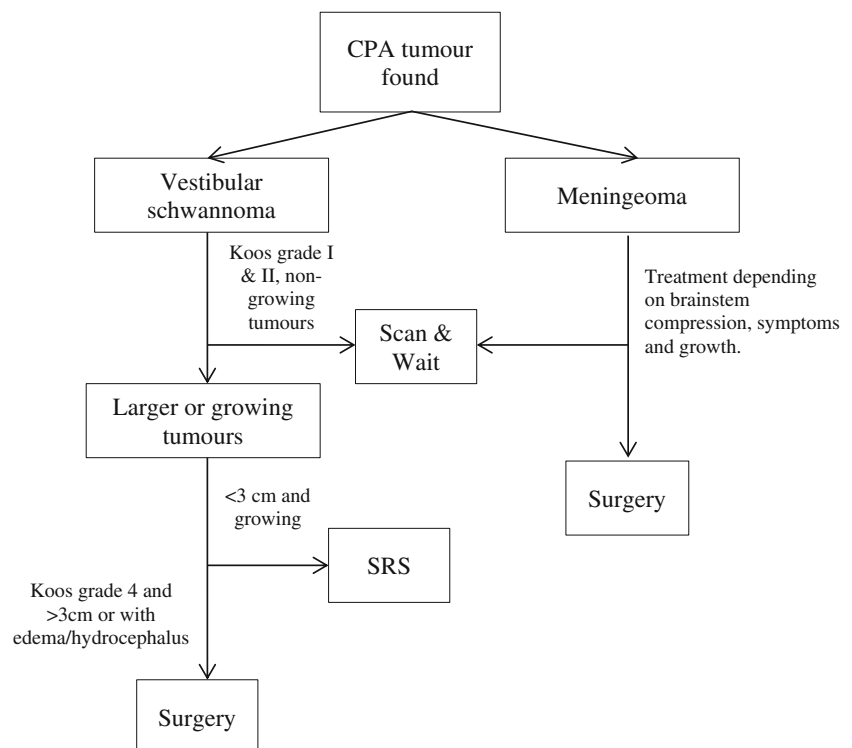 CPA tumour
found
Vestibular
schwannoma
Meningeoma
Koos grade I
& II, non-
growing
tumours
Treatment depending
on brainstem
compression, symptoms
and growth.
Scan &
Wait
Larger or growing
tumours
<3 cm and
growing
Surgery
SRS
Koos grade 4 and
>3cm or with
edema/hydrocephalus
Surgery